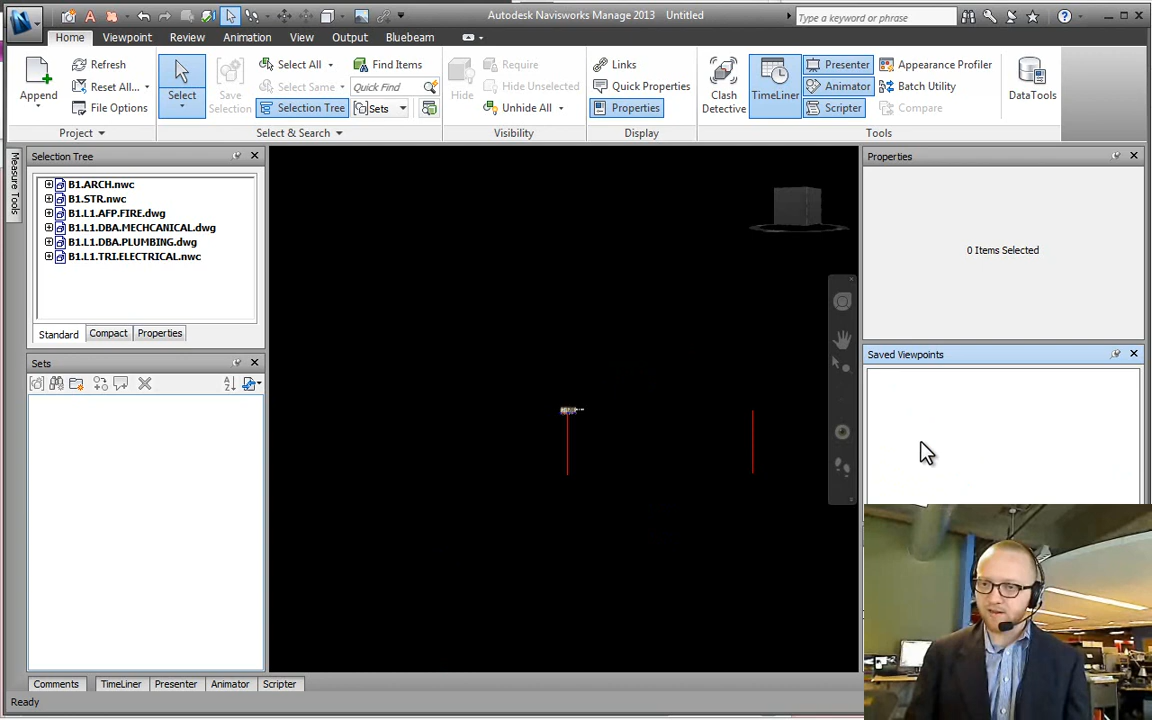 Autodesk Navisworks Manage 2013 Untitled
Type a keyword or phrase
Home Viewpoint Review Animation View Output Bluebeam
Append
Refresh
Reset All...
File Options
Project
Select
Save Selection
Select All
Select Same
Selection Tree
Find Items
Quick Find
Sets
Select & Search
Hide
Require
Hide Unselected
Unhide All
Visibility
Links
Quick Properties
Properties
Display
Clash Detective
TimeLiner
Presenter
Animator
Scripter
Appearance Profiler
Batch Utility
Compare
Tools
DataTools
Measure Tools
Selection Tree
B1.ARCH.nwc
B1.STR.nwc
B1.L1.AFP.FIRE.dwg
B1.L1.DBA.MECHCANICAL.dwg
B1.L1.DBA.PLUMBING.dwg
B1.L1.TRI.ELECTRICAL.nwc
Standard Compact Properties
Sets
Properties
0 Items Selected
Saved Viewpoints
Comments TimeLiner Presenter Animator Scripter
Ready